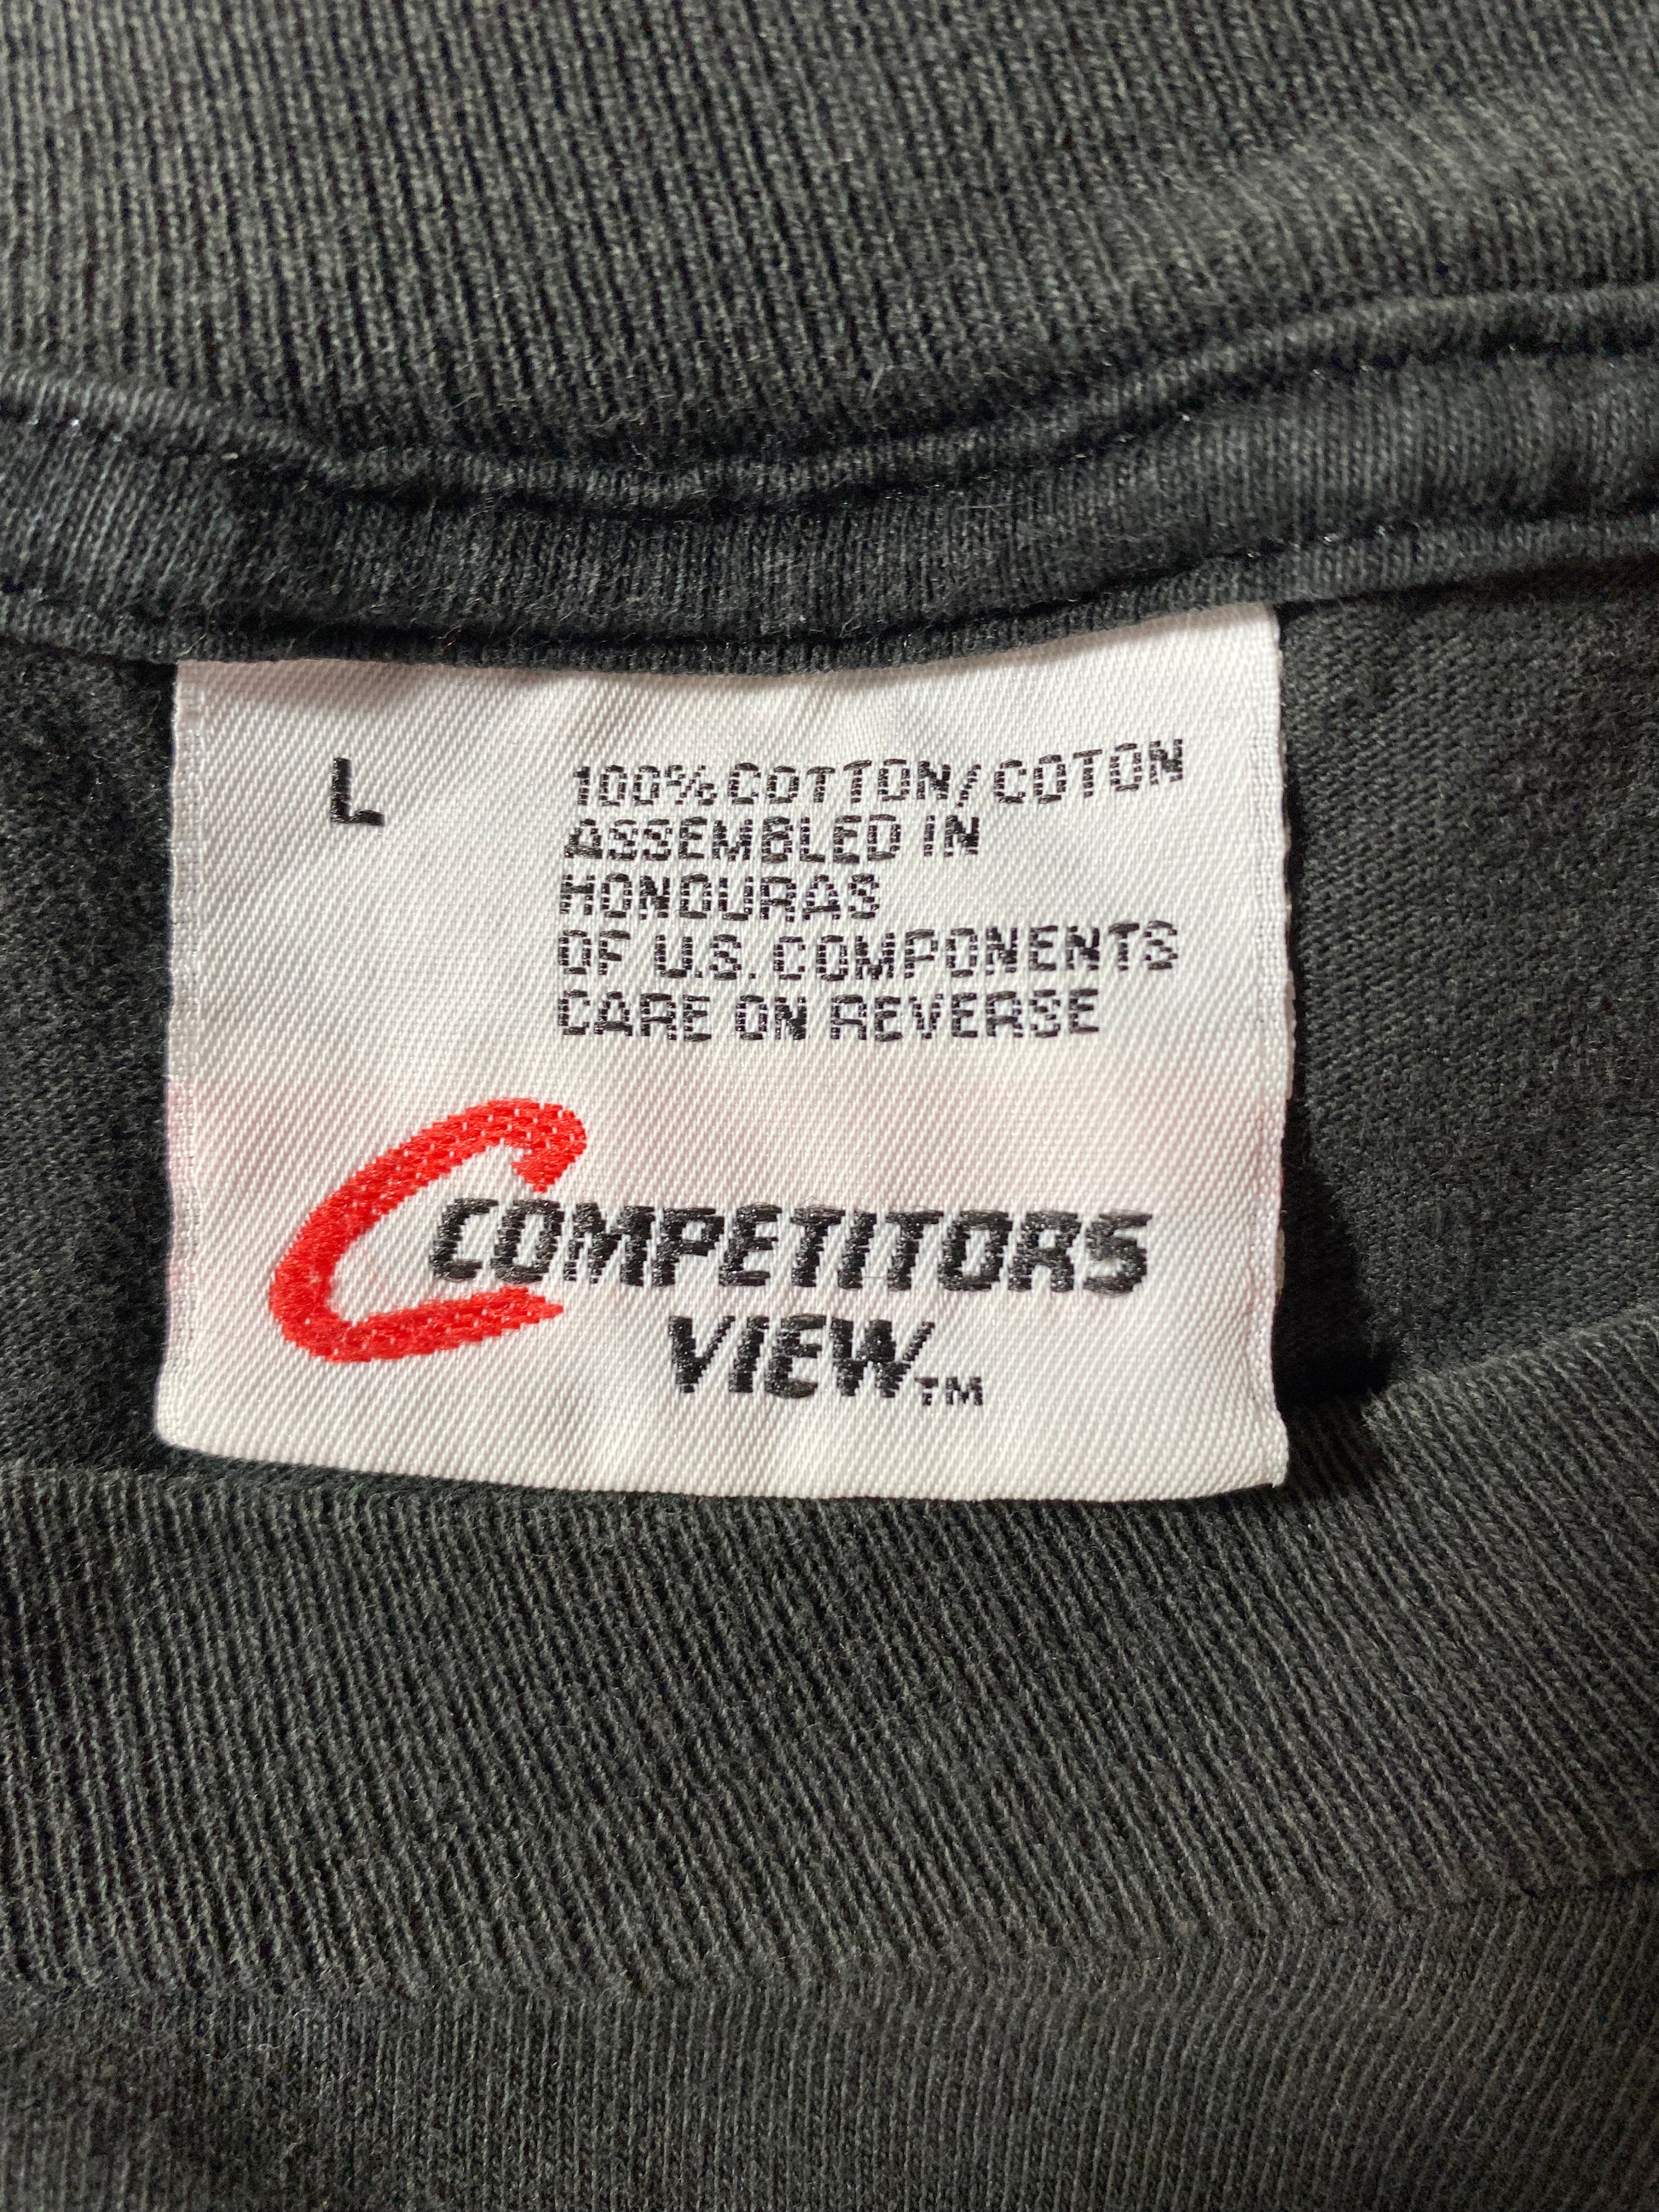 L
100% COTTON/COTON
ASSEMBLED IN
HONDURAS
OF U.S. COMPONENTS
CARE ON REVERSE
COMPETITORS
VIEW™